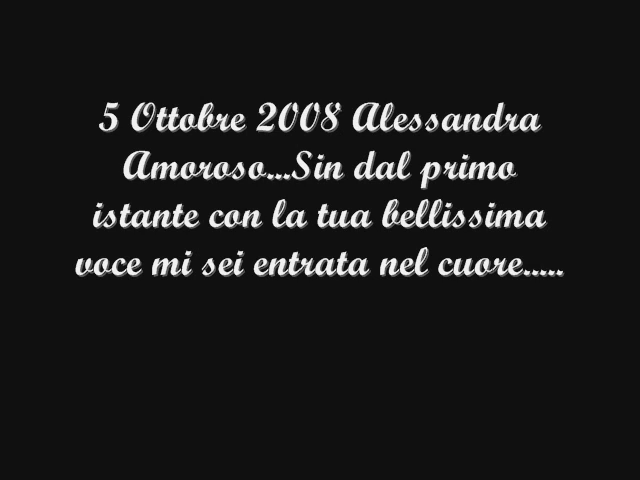 5 Ottobre 2008 Alessandra
Amoroso...Sin dal primo
istante con la tua bellissima
voce mi sei entrata nel cuore.....